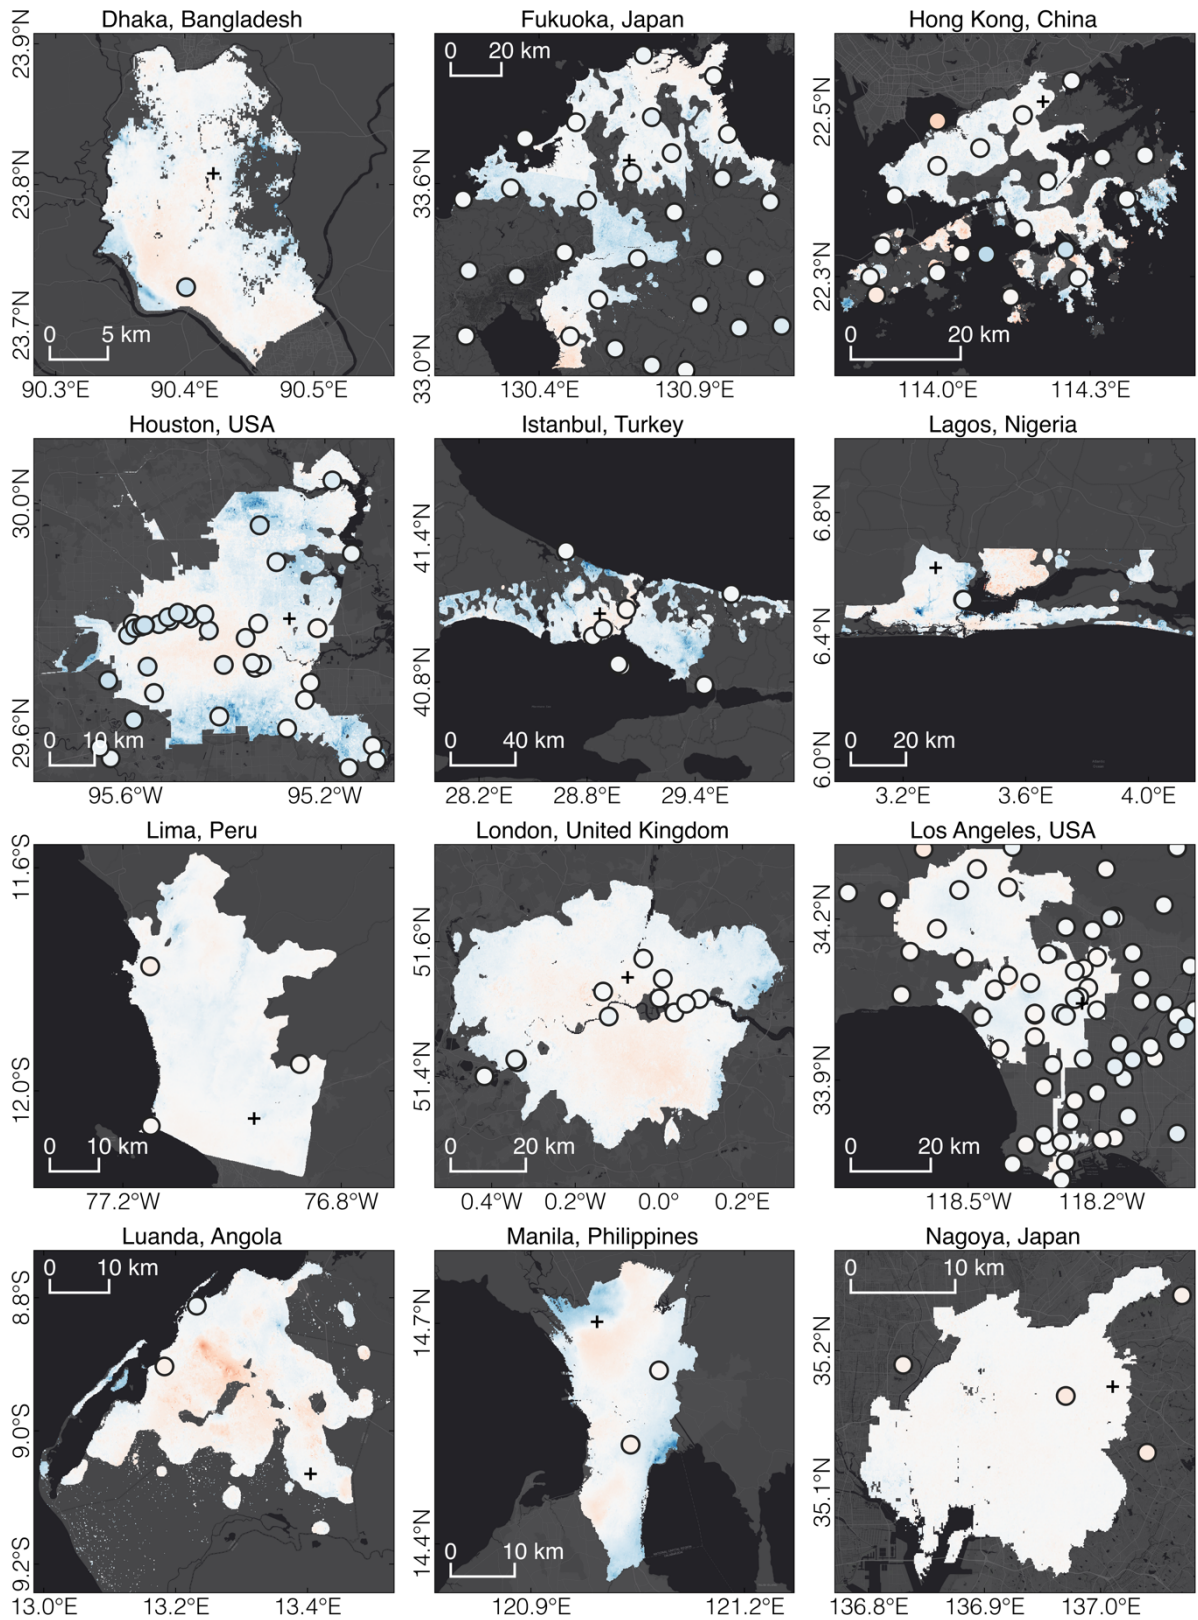 Dhaka, Bangladesh
23.9°N
23.8°N
23.7°N
0 5 km
90.3°E 90.4°E 90.5°E
Fukuoka, Japan
0 20 km
33.6°N
33.0°N
130.4°E 130.9°E
Hong Kong, China
22.5°N
22.3°N
0 20 km
114.0°E 114.3°E
Houston, USA
30.0°N
29.6°N
0 10 km
95.6°W 95.2°W
Istanbul, Turkey
41.4°N
40.8°N
0 40 km
28.2°E 28.8°E 29.4°E
Lagos, Nigeria
6.8°N
6.4°N
6.0°N
0 20 km
3.2°E 3.6°E 4.0°E
Lima, Peru
11.6°S
12.0°S
0 10 km
77.2°W 76.8°W
London, United Kingdom
51.6°N
51.4°N
0 20 km
0.4°W 0.2°W 0.0° 0.2°E
Los Angeles, USA
34.2°N
33.9°N
0 20 km
118.5°W 118.2°W
Luanda, Angola
0 10 km
8.8°S
9.0°S
9.2°S
13.0°E 13.2°E 13.4°E
Manila, Philippines
14.7°N
14.4°N
0 10 km
120.9°E 121.2°E
Nagoya, Japan
0 10 km
35.2°N
35.1°N
136.8°E 136.9°E 137.0°E